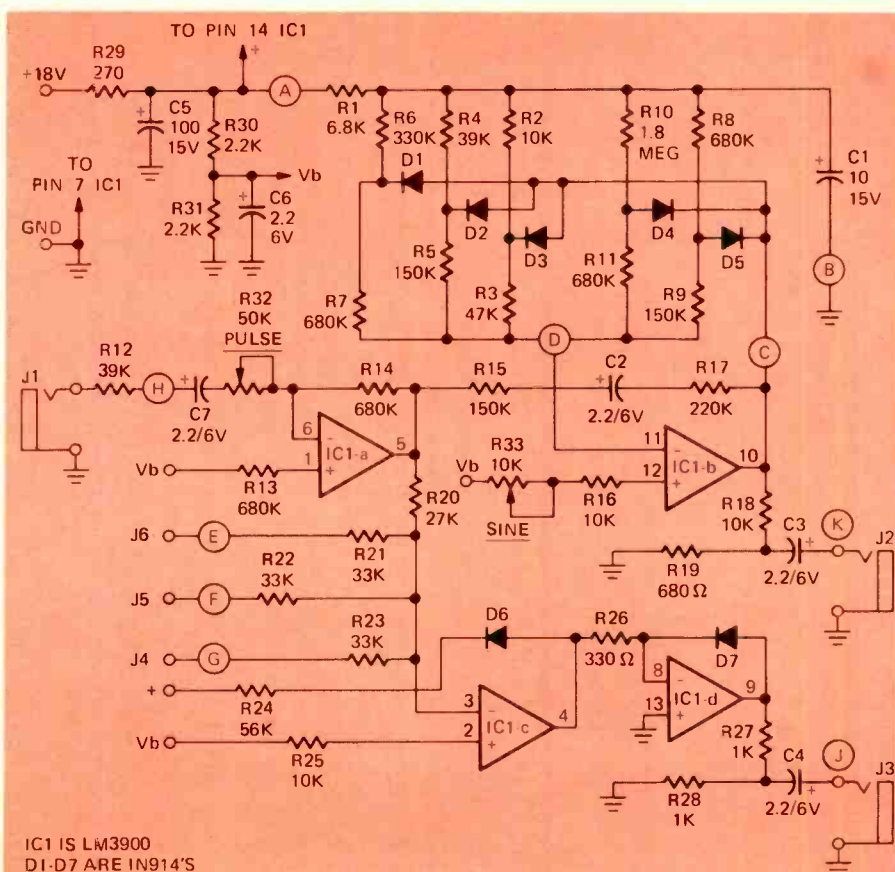 TO PIN 14 IC1
+
+18V
R29
270
A
R1
6.8K
R6
330K
R4
39K
R2
10K
R10
1.8
MEG
R8
680K
+
C5
100
15V
R30
2.2K
Vb
D1
+
C1
10
15V
TO
PIN 7 IC1
GND
R31
2.2K
+
C6
2.2
6V
D2
D3
D4
D5
R5
150K
R11
680K
B
R7
680K
R3
47K
R9
150K
R32
50K
PULSE
D
C
J1
R12
39K
H
+
C7
2.2/6V
R14
680K
R15
150K
+
C2
2.2/6V
R17
220K
6
-
IC1-a
5
1
+
Vb
R13
680K
Vb
R33
10K
SINE
R16
10K
11
-
IC1-b
10
12
+
R20
27K
R18
10K
C3
2.2/6V
+
K
J2
J6
E
R21
33K
R19
680 Ω
J5
F
R22
33K
R23
33K
J4
G
D6
R26
330 Ω
D7
+
R24
56K
8
-
IC1-d
9
13
+
3
-
IC1-c
4
2
+
Vb
R25
10K
R27
1K
C4
2.2/6V
+
J
J3
R28
1K
IC1 IS LM3900
D1-D7 ARE IN914'S